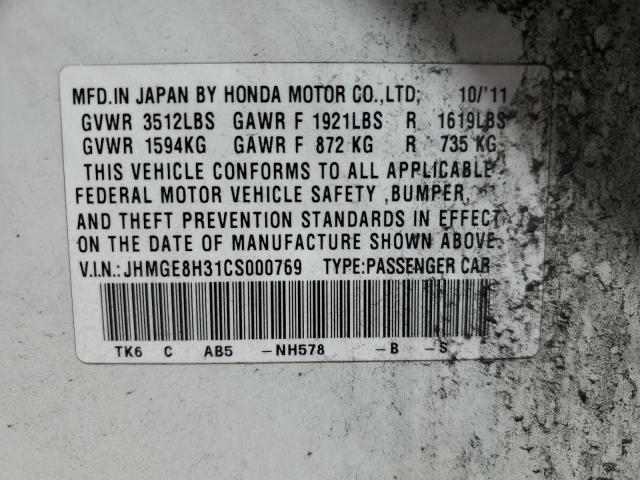 MFD.IN JAPAN BY HONDA MOTOR CO.,LTD; 10/'11
GVWR 3512LBS GAWR F 1921LBS R 1619LBS
GVWR 1594KG GAWR F 872 KG R 735 KG
THIS VEHICLE CONFORMS TO ALL APPLICABLE
FEDERAL MOTOR VEHICLE SAFETY ,BUMPER,
AND THEFT PREVENTION STANDARDS IN EFFECT
ON THE DATE OF MANUFACTURE SHOWN ABOVE.
V.I.N.:JHMGE8H31CS000769 TYPE:PASSENGER CAR
TK6 C AB5 -NH578 -B -S